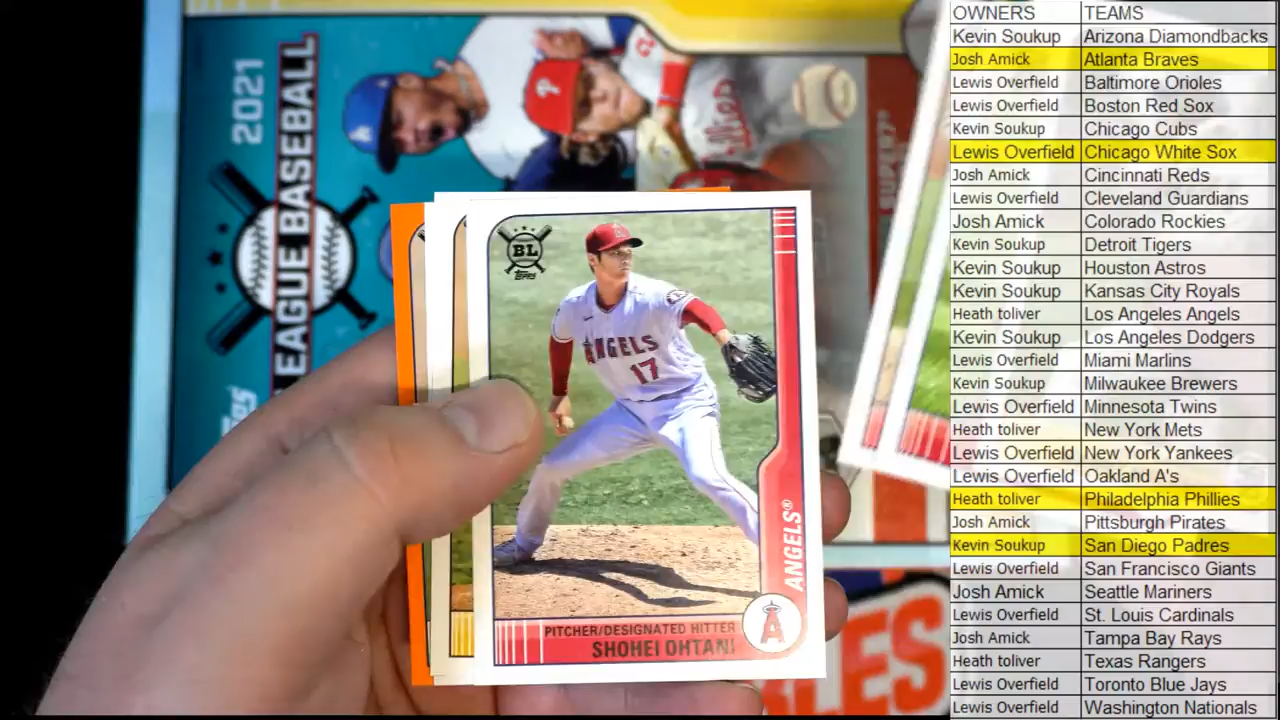 2021
LEAGUE BASEBALL
SUPERS
Phillies
BL
topps
ANGELS
17
ANGELS®
PITCHER/DESIGNATED HITTER
SHOHEI OHTANI
OWNERS TEAMS
Kevin Soukup Arizona Diamondbacks
Josh Amick Atlanta Braves
Lewis Overfield Baltimore Orioles
Lewis Overfield Boston Red Sox
Kevin Soukup Chicago Cubs
Lewis Overfield Chicago White Sox
Josh Amick Cincinnati Reds
Lewis Overfield Cleveland Guardians
Josh Amick Colorado Rockies
Kevin Soukup Detroit Tigers
Kevin Soukup Houston Astros
Kevin Soukup Kansas City Royals
Heath toliver Los Angeles Angels
Kevin Soukup Los Angeles Dodgers
Lewis Overfield Miami Marlins
Kevin Soukup Milwaukee Brewers
Lewis Overfield Minnesota Twins
Heath toliver New York Mets
Lewis Overfield New York Yankees
Lewis Overfield Oakland A's
Heath toliver Philadelphia Phillies
Josh Amick Pittsburgh Pirates
Kevin Soukup San Diego Padres
Lewis Overfield San Francisco Giants
Josh Amick Seattle Mariners
Lewis Overfield St. Louis Cardinals
Josh Amick Tampa Bay Rays
Heath toliver Texas Rangers
Lewis Overfield Toronto Blue Jays
Lewis Overfield Washington Nationals